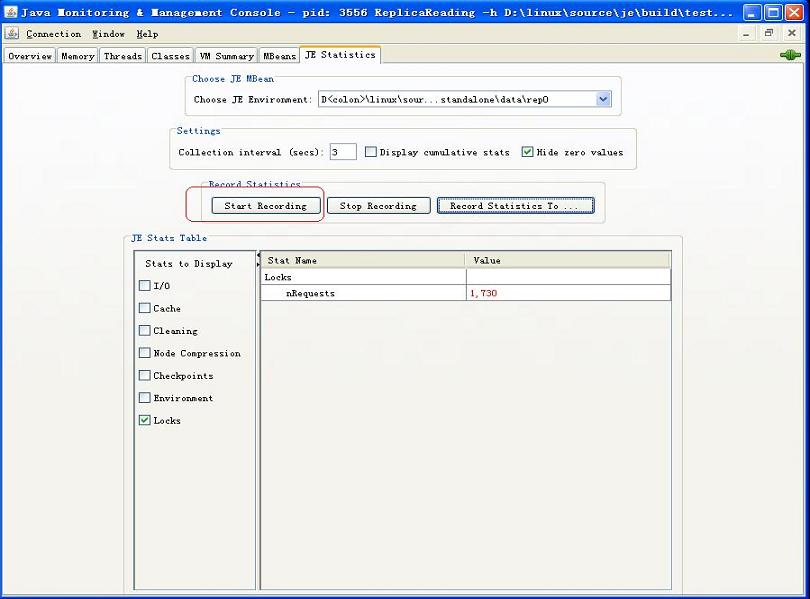 Java Monitoring & Management Console - pid: 3556 ReplicaReading -h D:\linux\source\je\build\test...
Connection Window Help
Overview Memory Threads Classes VM Summary MBeans JE Statistics
Choose JE MBean
Choose JE Environment: D<colon>\linux\sour...standalone\data\rep0
Settings
Collection interval (secs): 3 Display cumulative stats Hide zero values
Record Statistics
Start Recording Stop Recording Record Statistics To ...
JE Stats Table
Stats to Display
Stat Name Value
I/O
Locks
Cache
nRequests 1,730
Cleaning
Node Compression
Checkpoints
Environment
Locks